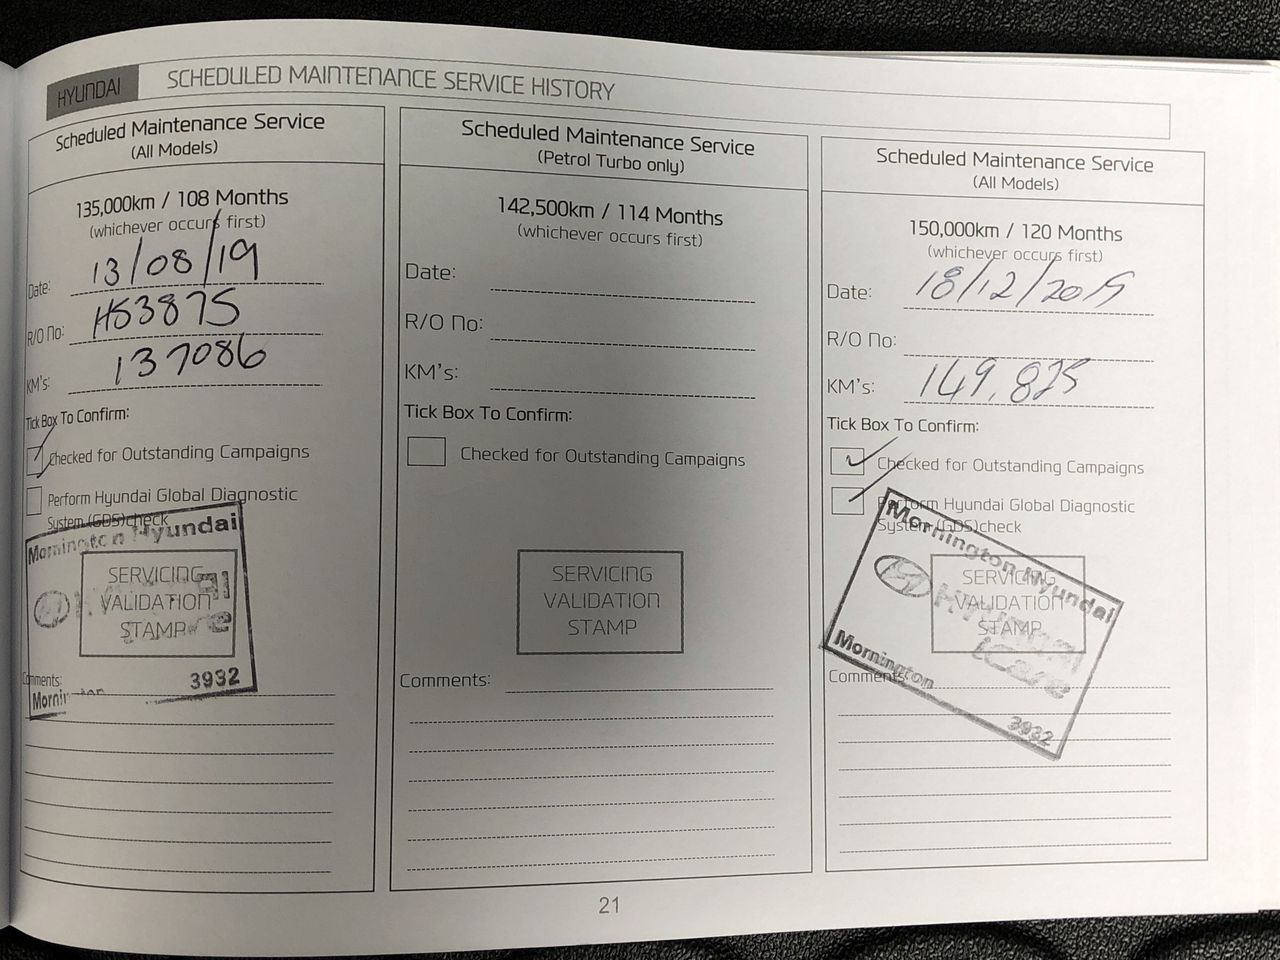 HYUNDAI SCHEDULED MAINTENANCE SERVICE HISTORY
Scheduled Maintenance Service
(All Models)
135,000km / 108 Months
(whichever occurs first)
Date: 13/08/19
R/O No: H53875
KM's: 137086
Tick Box To Confirm:
Checked for Outstanding Campaigns
Perform Hyundai Global Diagnostic
System (GDS)check
Mornington Hyundai
SERVICING
VALIDATION
STAMP
3932
Comments:
Scheduled Maintenance Service
(Petrol Turbo only)
142,500km / 114 Months
(whichever occurs first)
Date:
R/O No:
KM's:
Tick Box To Confirm:
Checked for Outstanding Campaigns
SERVICING
VALIDATION
STAMP
Comments:
Scheduled Maintenance Service
(All Models)
150,000km / 120 Months
(whichever occurs first)
Date: 18/12/2019
R/O No:
KM's: 149.825
Tick Box To Confirm:
Checked for Outstanding Campaigns
Perform Hyundai Global Diagnostic
System (GDS)check
Mornington Hyundai
SERVICING
VALIDATION
STAMP
HYUNDAI
iCare
Mornington
3932
Comments:
21